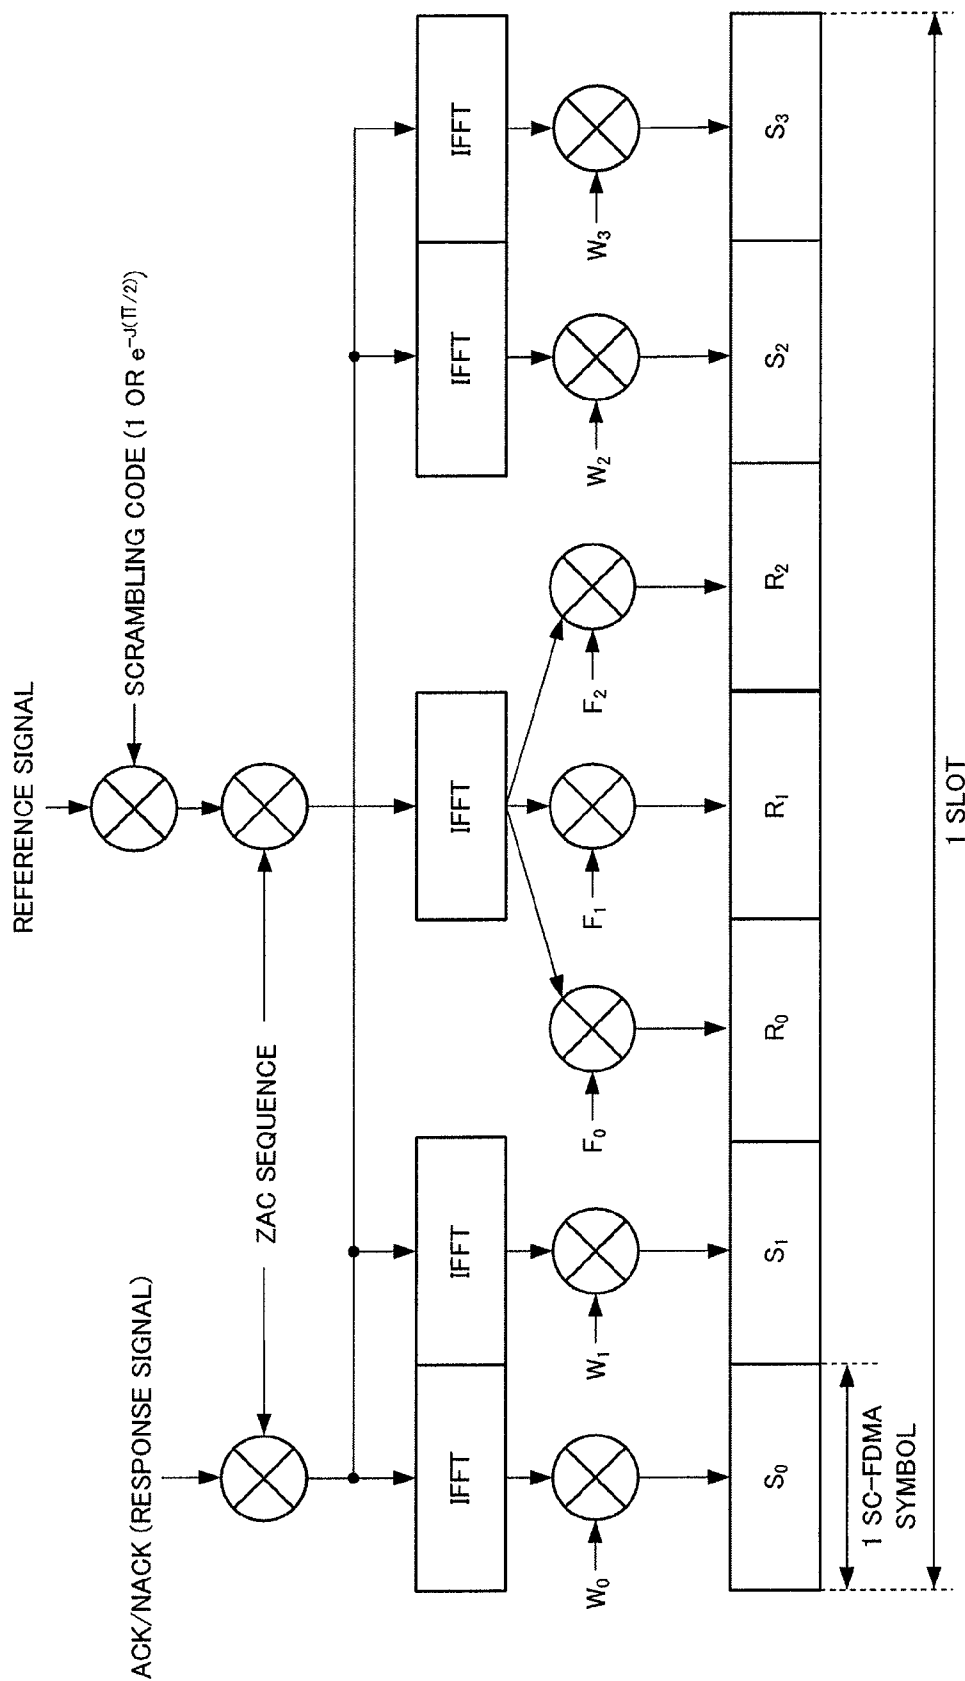 REFERENCE SIGNAL
SCRAMBLING CODE (1 OR e^-J(π/2))
ACK/NACK (RESPONSE SIGNAL)
ZAC SEQUENCE
IFFT
IFFT
IFFT
IFFT
IFFT
W0
W1
F0
F1
F2
W2
W3
S0
S1
R0
R1
R2
S2
S3
1 SC-FDMA
SYMBOL
1 SLOT